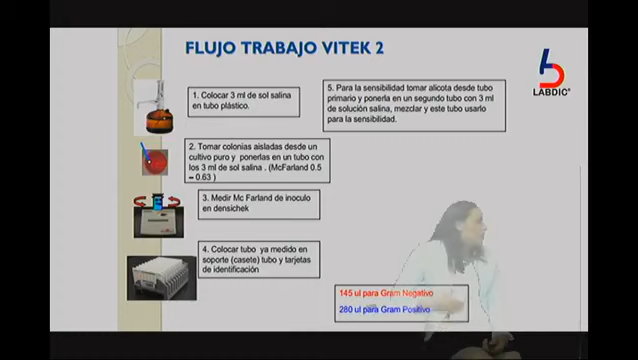 FLUJO TRABAJO VITEK 2
LABDIC
1. Colocar 3 ml de sol salina
en tubo plástico.
2. Tomar colonias aisladas desde un
cultivo puro y ponerlas en un tubo con
los 3 ml de sol salina . (McFarland 0.5
– 0.63 )
3. Medir Mc Farland de inoculo
en densichek
4. Colocar tubo ya medido en
soporte (casete) tubo y tarjetas
de identificación
5. Para la sensibilidad tomar alicota desde tubo
primario y ponerla en un segundo tubo con 3 ml
de solución salina, mezclar y este tubo usarlo
para la sensibilidad.
145 ul para Gram Negativo
280 ul para Gram Positivo